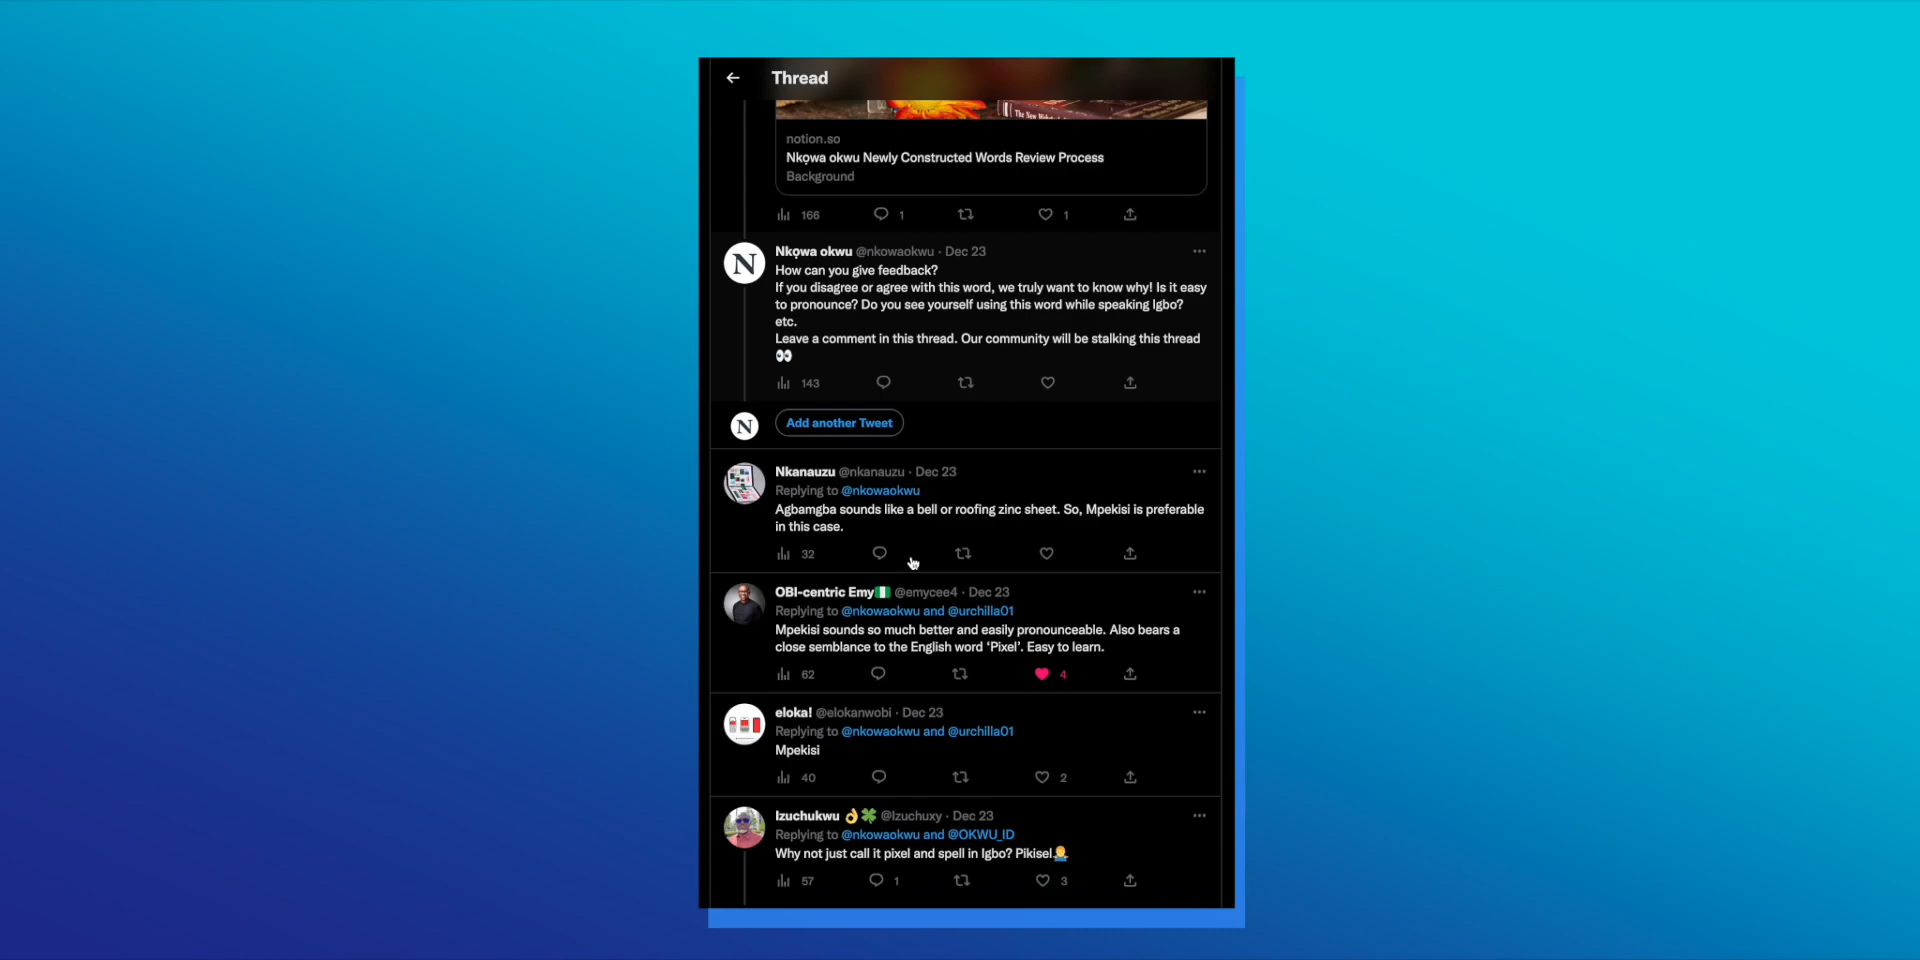 Thread
The New
notion.so
Nkọwa okwu Newly Constructed Words Review Process
Background
166 1 1
N
Nkọwa okwu @nkowaokwu · Dec 23
How can you give feedback?
If you disagree or agree with this word, we truly want to know why! Is it easy
to pronounce? Do you see yourself using this word while speaking Igbo?
etc.
Leave a comment in this thread. Our community will be stalking this thread
👀
143
N
Add another Tweet
Nkanauzu @nkanauzu · Dec 23
Replying to @nkowaokwu
Agbamgba sounds like a bell or roofing zinc sheet. So, Mpekisi is preferable
in this case.
32
OBI-centric Emy🇳🇬 @emycee4 · Dec 23
Replying to @nkowaokwu and @urchilla01
Mpekisi sounds so much better and easily pronounceable. Also bears a
close semblance to the English word ‘Pixel’. Easy to learn.
62 4
eloka! @elokanwobi · Dec 23
Replying to @nkowaokwu and @urchilla01
Mpekisi
40 2
Izuchukwu 👌🍀 @Izuchuxy · Dec 23
Replying to @nkowaokwu and @OKWU_ID
Why not just call it pixel and spell in Igbo? Pikisel💁‍♂️
57 1 3